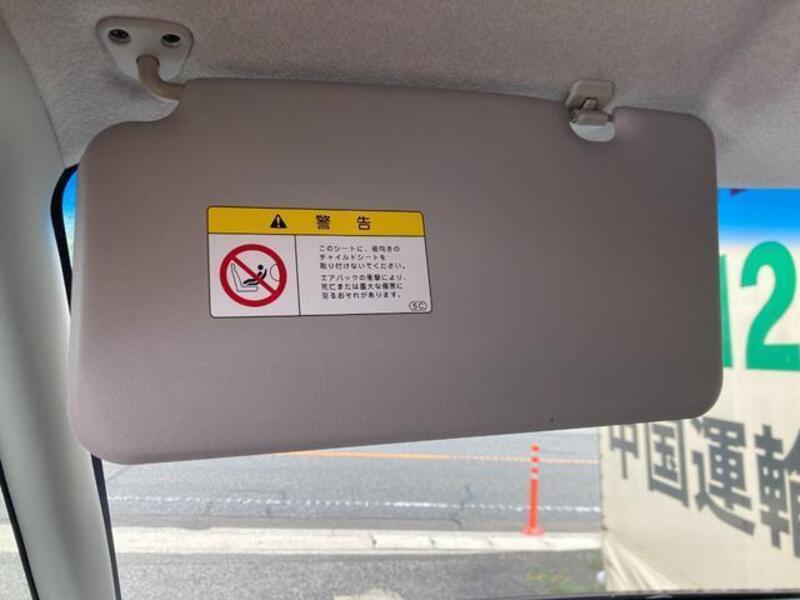 警告
このシートに、後向きの
チャイルドシートを
取り付けないでください。
エアバッグの衝撃により、
死亡または重大な傷害に
至るおそれがあります。
5C
12
中国運輸